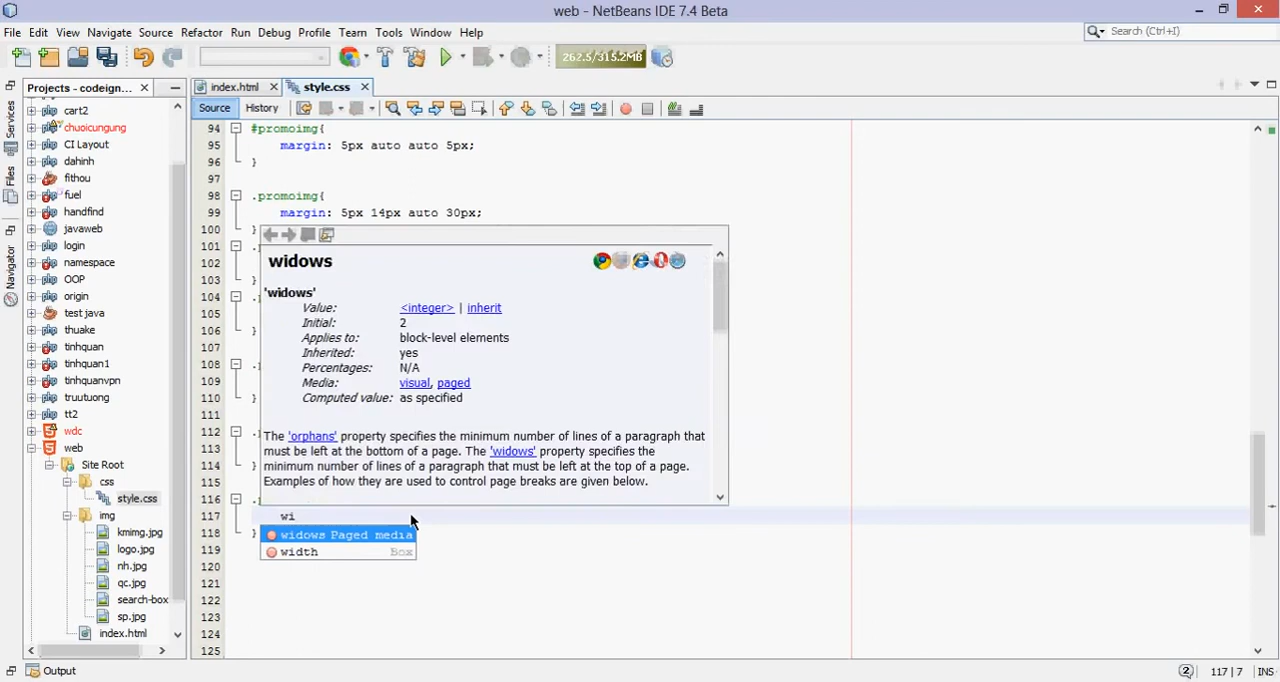 web - NetBeans IDE 7.4 Beta
File Edit View Navigate Source Refactor Run Debug Profile Team Tools Window Help
Search (Ctrl+I)
262.5/315.2MB
Projects - codeign...
index.html
style.css
Source History
Services
Files
Navigator
cart2
chuoicungung
CI Layout
dahinh
fithou
fuel
handfind
javaweb
login
namespace
OOP
origin
test java
thuake
tinhquan
tinhquan1
tinhquanvpn
truutuong
tt2
wdc
web
Site Root
css
style.css
img
kmimg.jpg
logo.jpg
nh.jpg
qc.jpg
search-box
sp.jpg
index.html
94 #promoimg{
95 margin: 5px auto auto 5px;
96 }
97
98 .promoimg{
99 margin: 5px 14px auto 30px;
100 }
101 .
102
103 }
104 .
105
106 }
107
108 .
109
110 }
111
112 .
113
114 }
115
116 .
117 wi
118 }
119
120
121
122
123
124
125
widows
'widows'
Value: <integer> | inherit
Initial: 2
Applies to: block-level elements
Inherited: yes
Percentages: N/A
Media: visual, paged
Computed value: as specified
The 'orphans' property specifies the minimum number of lines of a paragraph that
must be left at the bottom of a page. The 'widows' property specifies the
minimum number of lines of a paragraph that must be left at the top of a page.
Examples of how they are used to control page breaks are given below.
widows Paged media
width Box
Output
2
117 | 7 INS